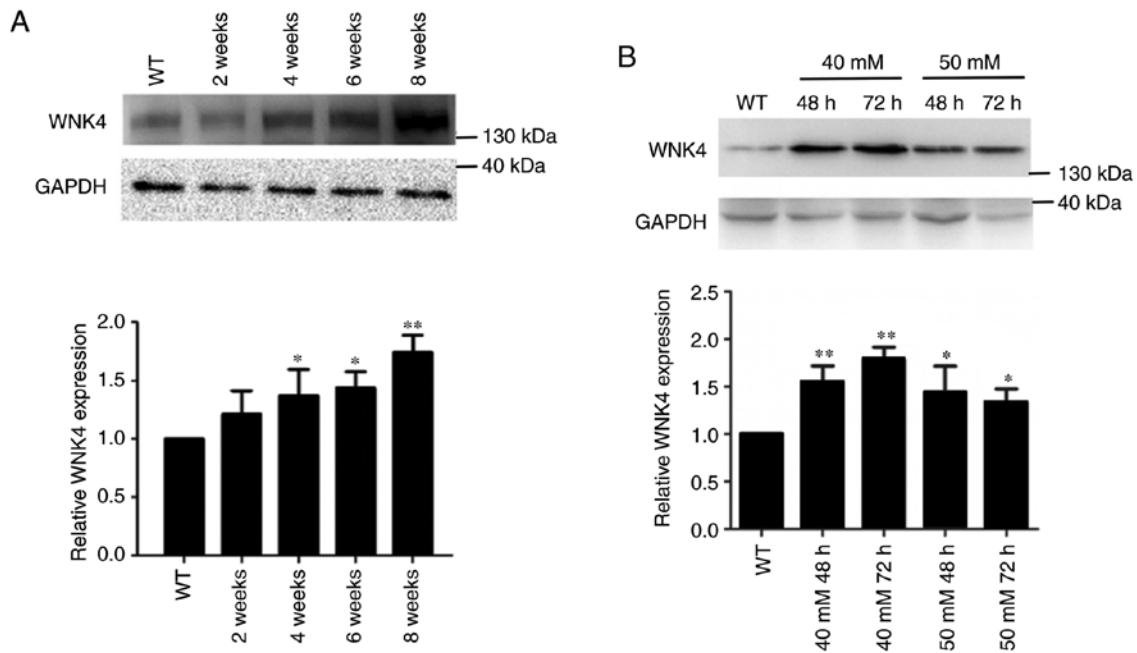 A
WT
2 weeks
4 weeks
6 weeks
8 weeks
WNK4
130 kDa
40 kDa
GAPDH
Relative WNK4 expression
2.0
1.5
1.0
0.5
0.0
*
*
**
WT
2 weeks
4 weeks
6 weeks
8 weeks
B
40 mM 50 mM
WT 48 h 72 h 48 h 72 h
WNK4
130 kDa
40 kDa
GAPDH
Relative WNK4 expression
2.5
2.0
1.5
1.0
0.5
0.0
**
**
*
*
WT
40 mM 48 h
40 mM 72 h
50 mM 48 h
50 mM 72 h